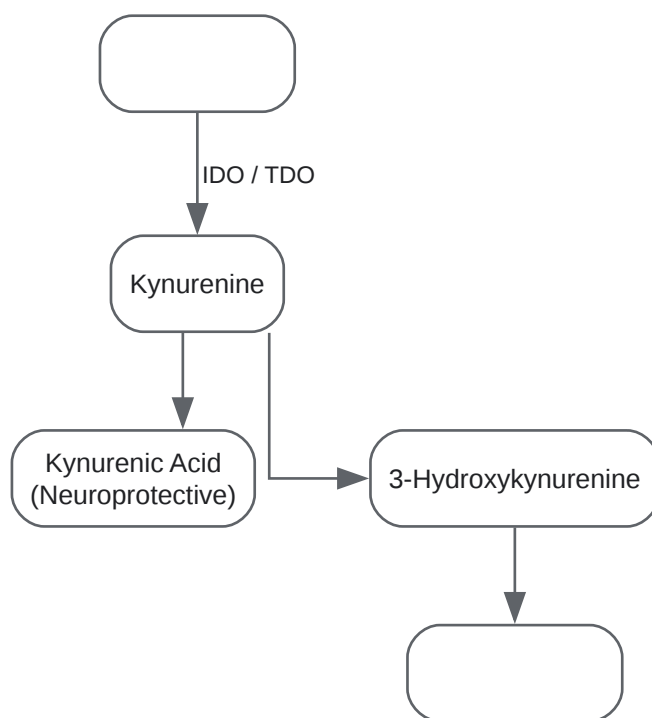 IDO / TDO
Kynurenine
Kynurenic Acid
(Neuroprotective)
3-Hydroxykynurenine